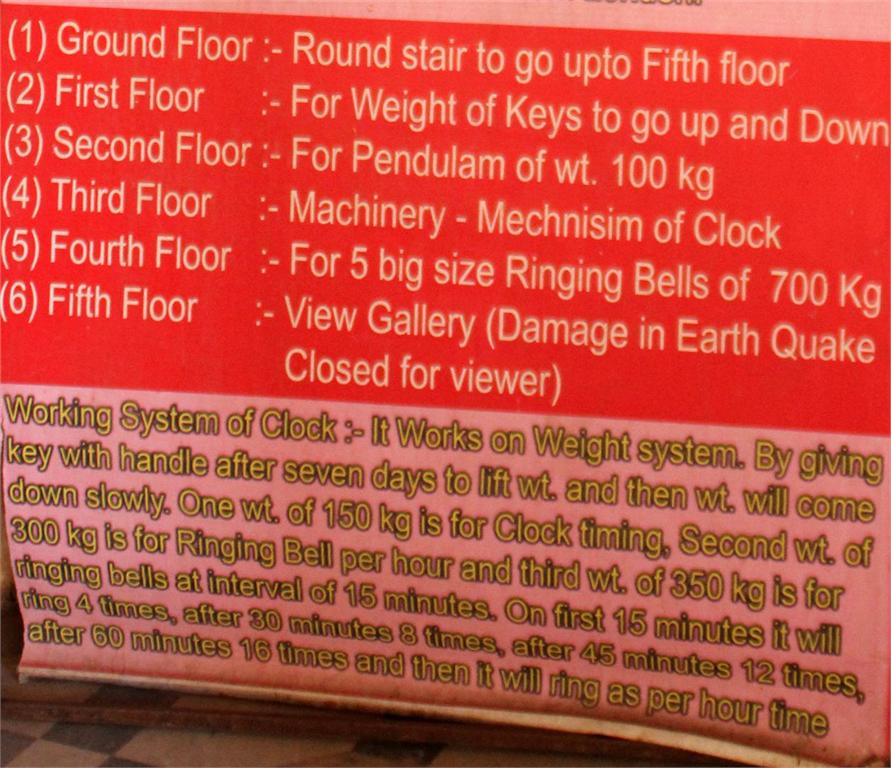 (1) Ground Floor :- Round stair to go upto Fifth floor
(2) First Floor :- For Weight of Keys to go up and Down
(3) Second Floor :- For Pendulam of wt. 100 kg
(4) Third Floor :- Machinery - Mechnisim of Clock
(5) Fourth Floor :- For 5 big size Ringing Bells of 700 Kg
(6) Fifth Floor :- View Gallery (Damage in Earth Quake
Closed for viewer)
Working System of Clock :- It Works on Weight system. By giving
key with handle after seven days to lift wt. and then wt. will come
down slowly. One wt. of 150 kg is for Clock timing, Second wt. of
300 kg is for Ringing Bell per hour and third wt. of 350 kg is for
ringing bells at interval of 15 minutes. On first 15 minutes it will
ring 4 times, after 30 minutes 8 times, after 45 minutes 12 times,
after 60 minutes 16 times and then it will ring as per hour time